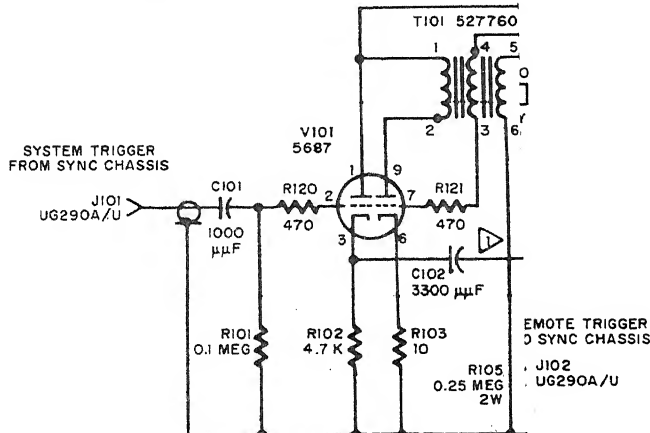 T101 527760
1
4
5
2
3
6
V101
5687
SYSTEM TRIGGER
FROM SYNC CHASSIS
J101
UG290A/U
C101
1000
μμF
R120
470
1
9
2
7
3
6
R121
470
1
C102
3300 μμF
R101
0.1 MEG
R102
4.7 K
R103
10
R105
0.25 MEG
2W
EMOTE TRIGGER
O SYNC CHASSIS
J102
UG290A/U